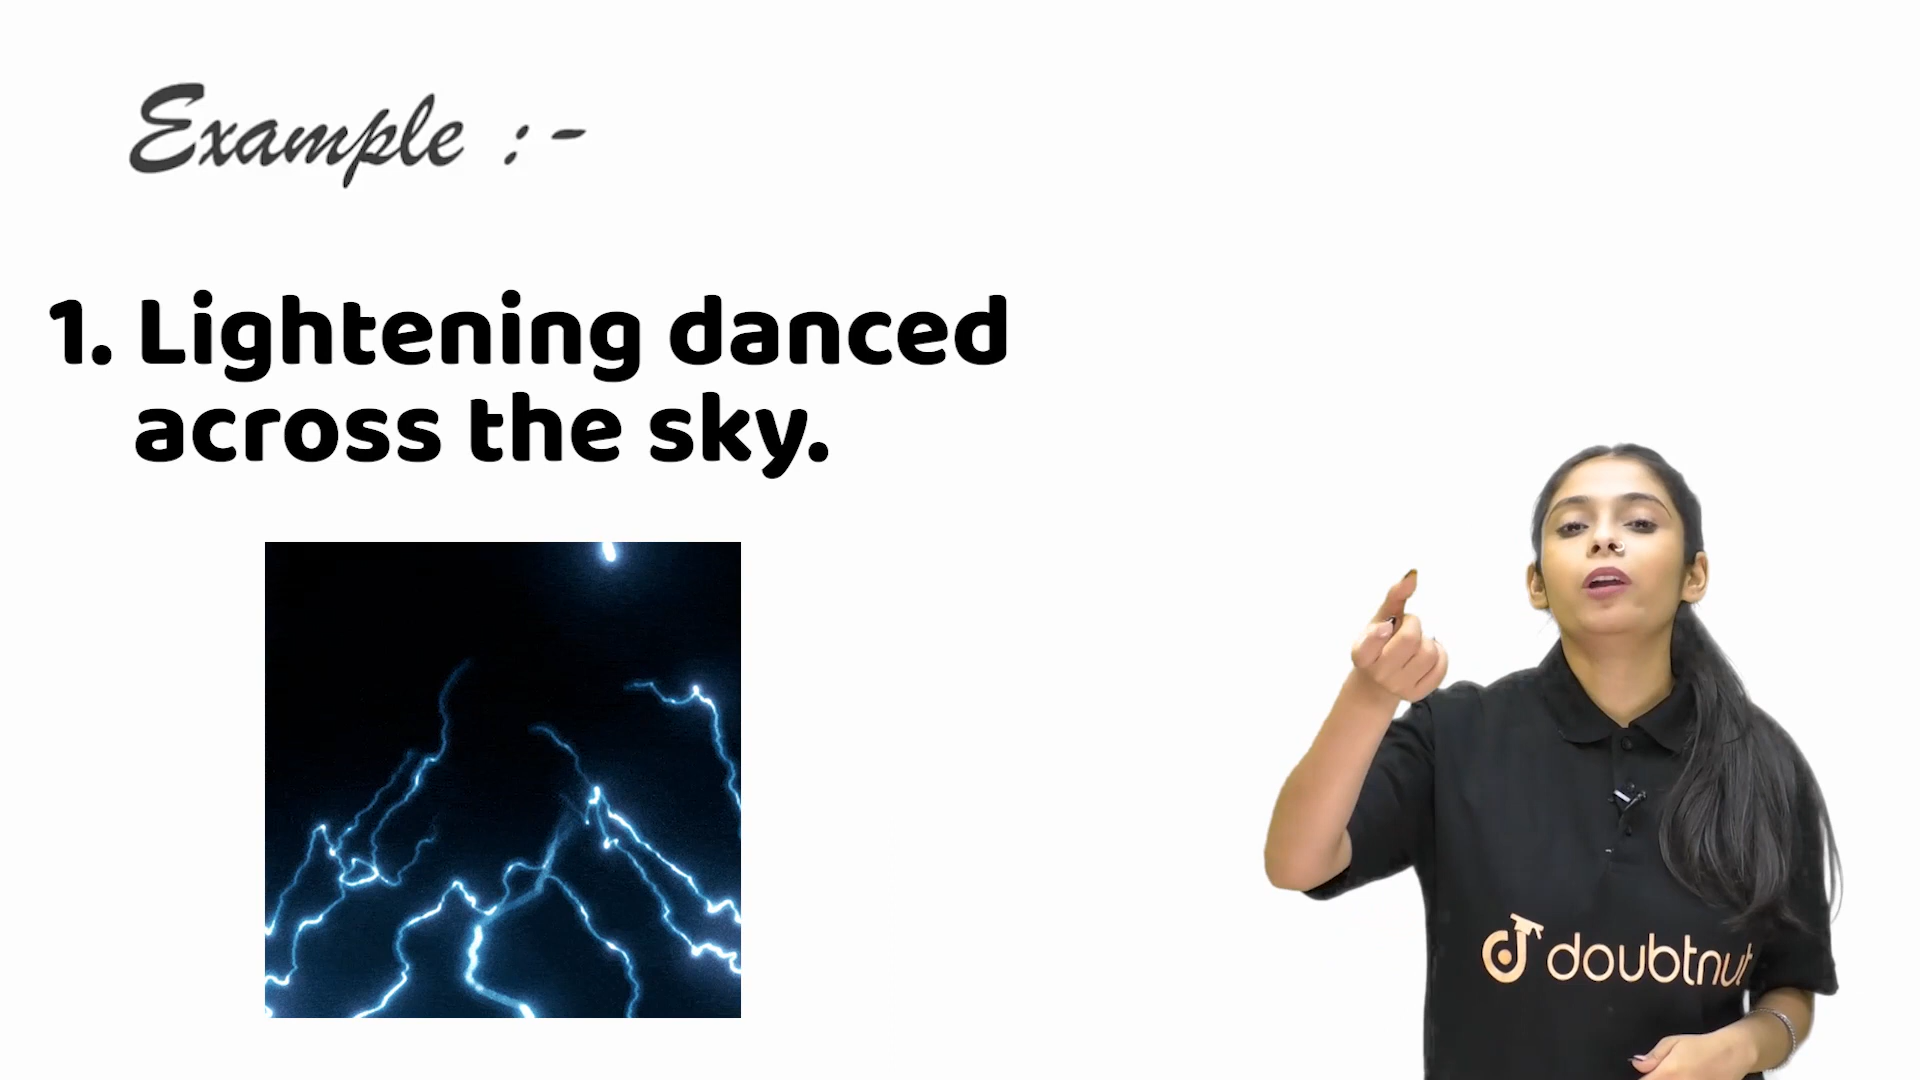 Example :-
1. Lightening danced
across the sky.
doubtnut